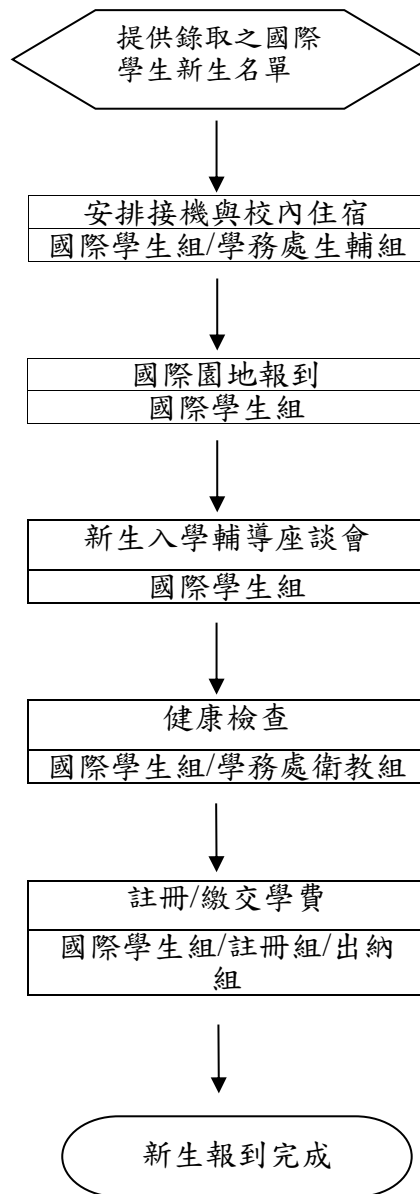 提供錄取之國際
學生新生名單
安排接機與校內住宿
國際學生組/學務處生輔組
國際園地報到
國際學生組
新生入學輔導座談會
國際學生組
健康檢查
國際學生組/學務處衛教組
註冊/繳交學費
國際學生組/註冊組/出納
組
新生報到完成